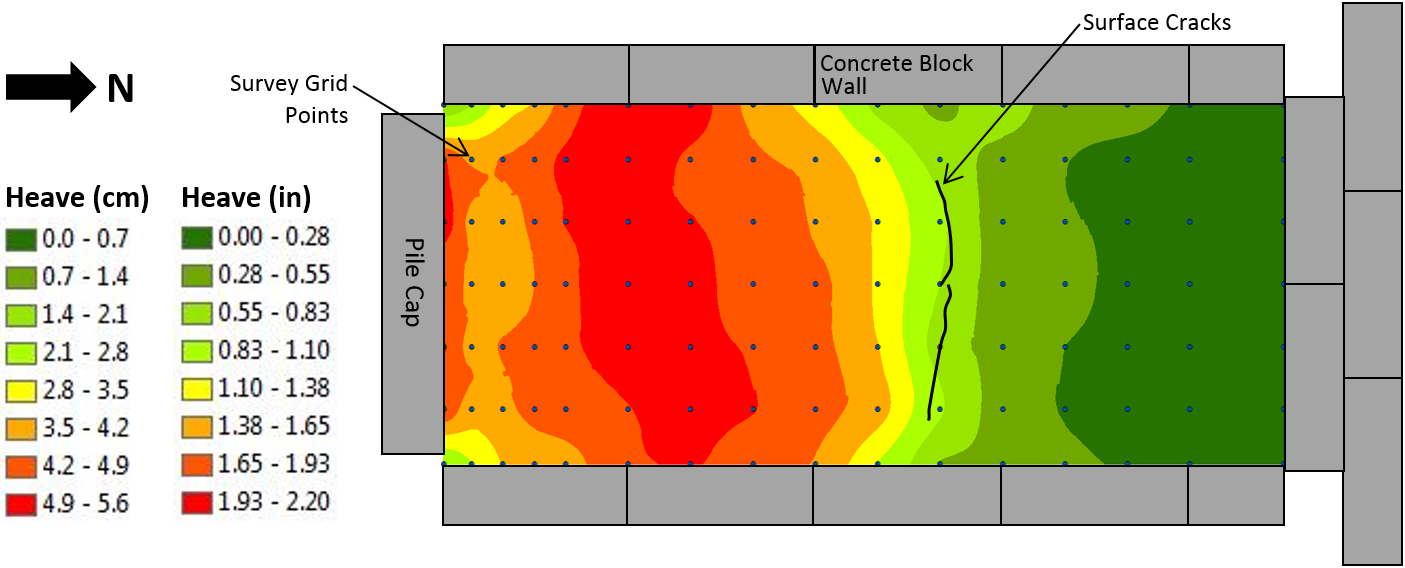 Surface Cracks
Concrete Block
Wall
Survey Grid
Points
N
Pile Cap
Heave (cm)
0.0 - 0.7
0.7 - 1.4
1.4 - 2.1
2.1 - 2.8
2.8 - 3.5
3.5 - 4.2
4.2 - 4.9
4.9 - 5.6
Heave (in)
0.00 - 0.28
0.28 - 0.55
0.55 - 0.83
0.83 - 1.10
1.10 - 1.38
1.38 - 1.65
1.65 - 1.93
1.93 - 2.20